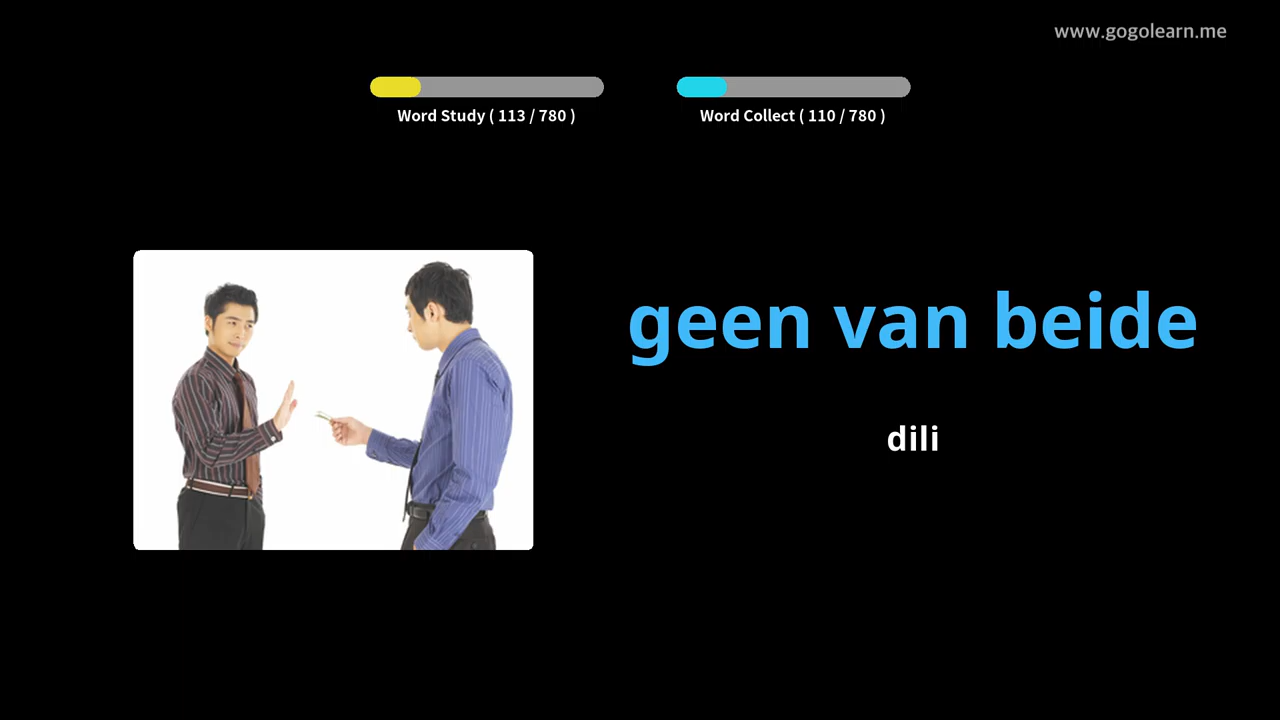 www.gogolearn.me
Word Study ( 113 / 780 )
Word Collect ( 110 / 780 )
geen van beide
dili